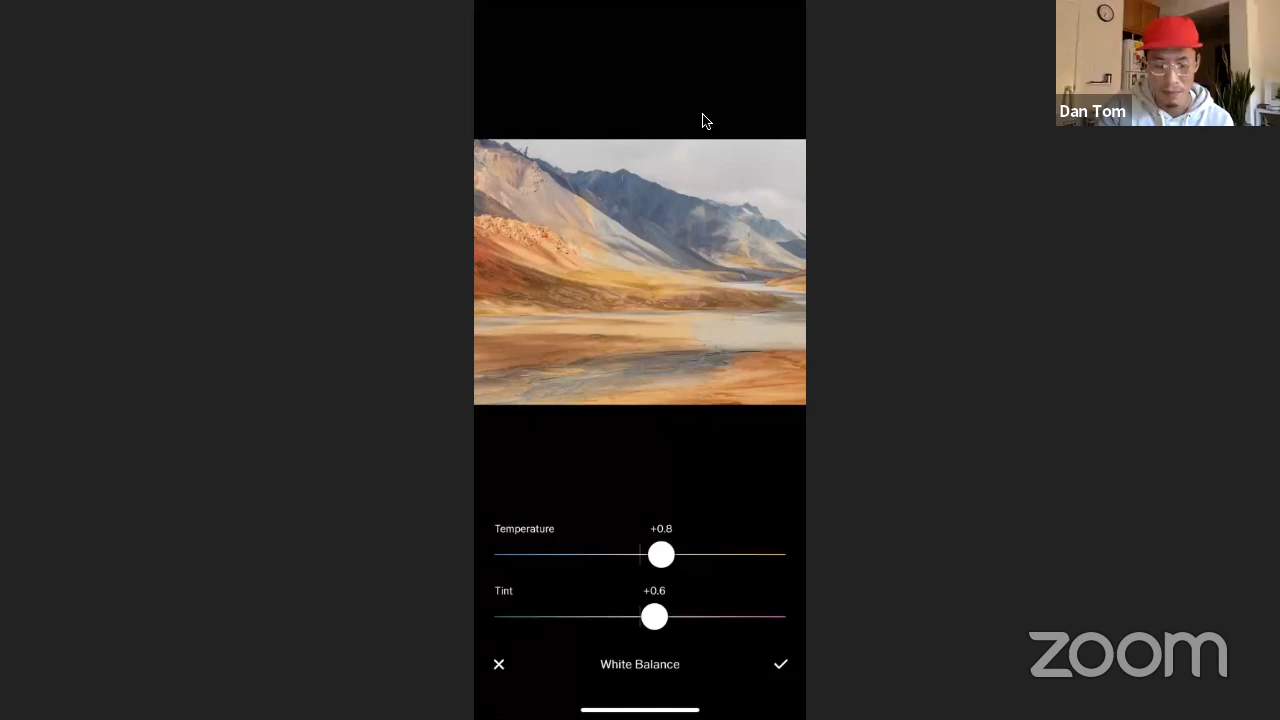 Dan Tom
Temperature +0.8
Tint +0.6
White Balance
zoom